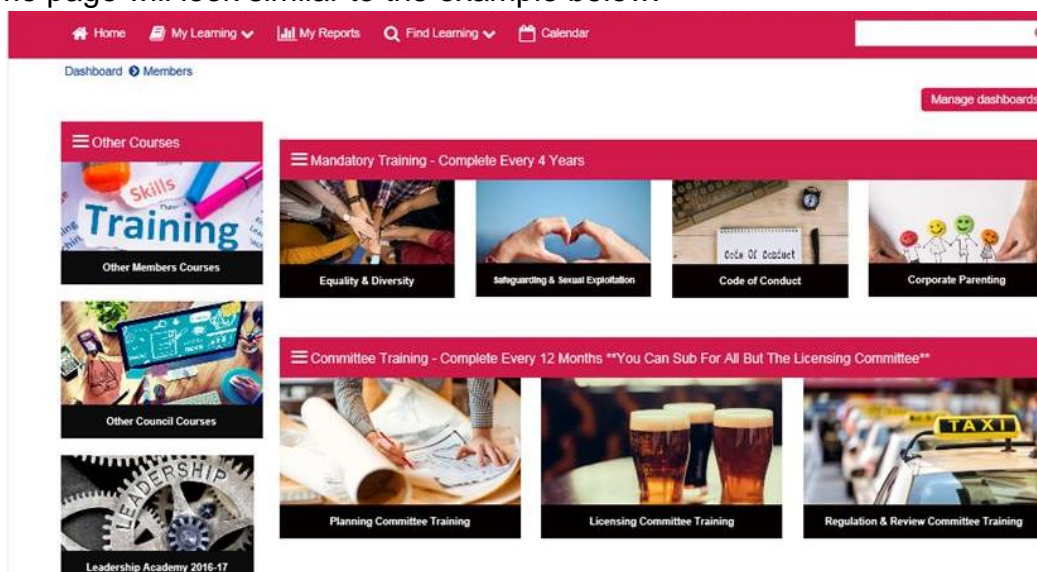 page will look similar to the example below.
Home My Learning My Reports Find Learning Calendar
Dashboard Members
Manage dashboards
Other Courses
Skills
Training
Other Members Courses
Other Council Courses
LEADERSHIP
Leadership Academy 2016-17
Mandatory Training - Complete Every 4 Years
Equality & Diversity
Safeguarding & Sexual Exploitation
Code Of Conduct
Code of Conduct
Corporate Parenting
Committee Training - Complete Every 12 Months **You Can Sub For All But The Licensing Committee**
Planning Committee Training
Licensing Committee Training
TAXI
Regulation & Review Committee Training